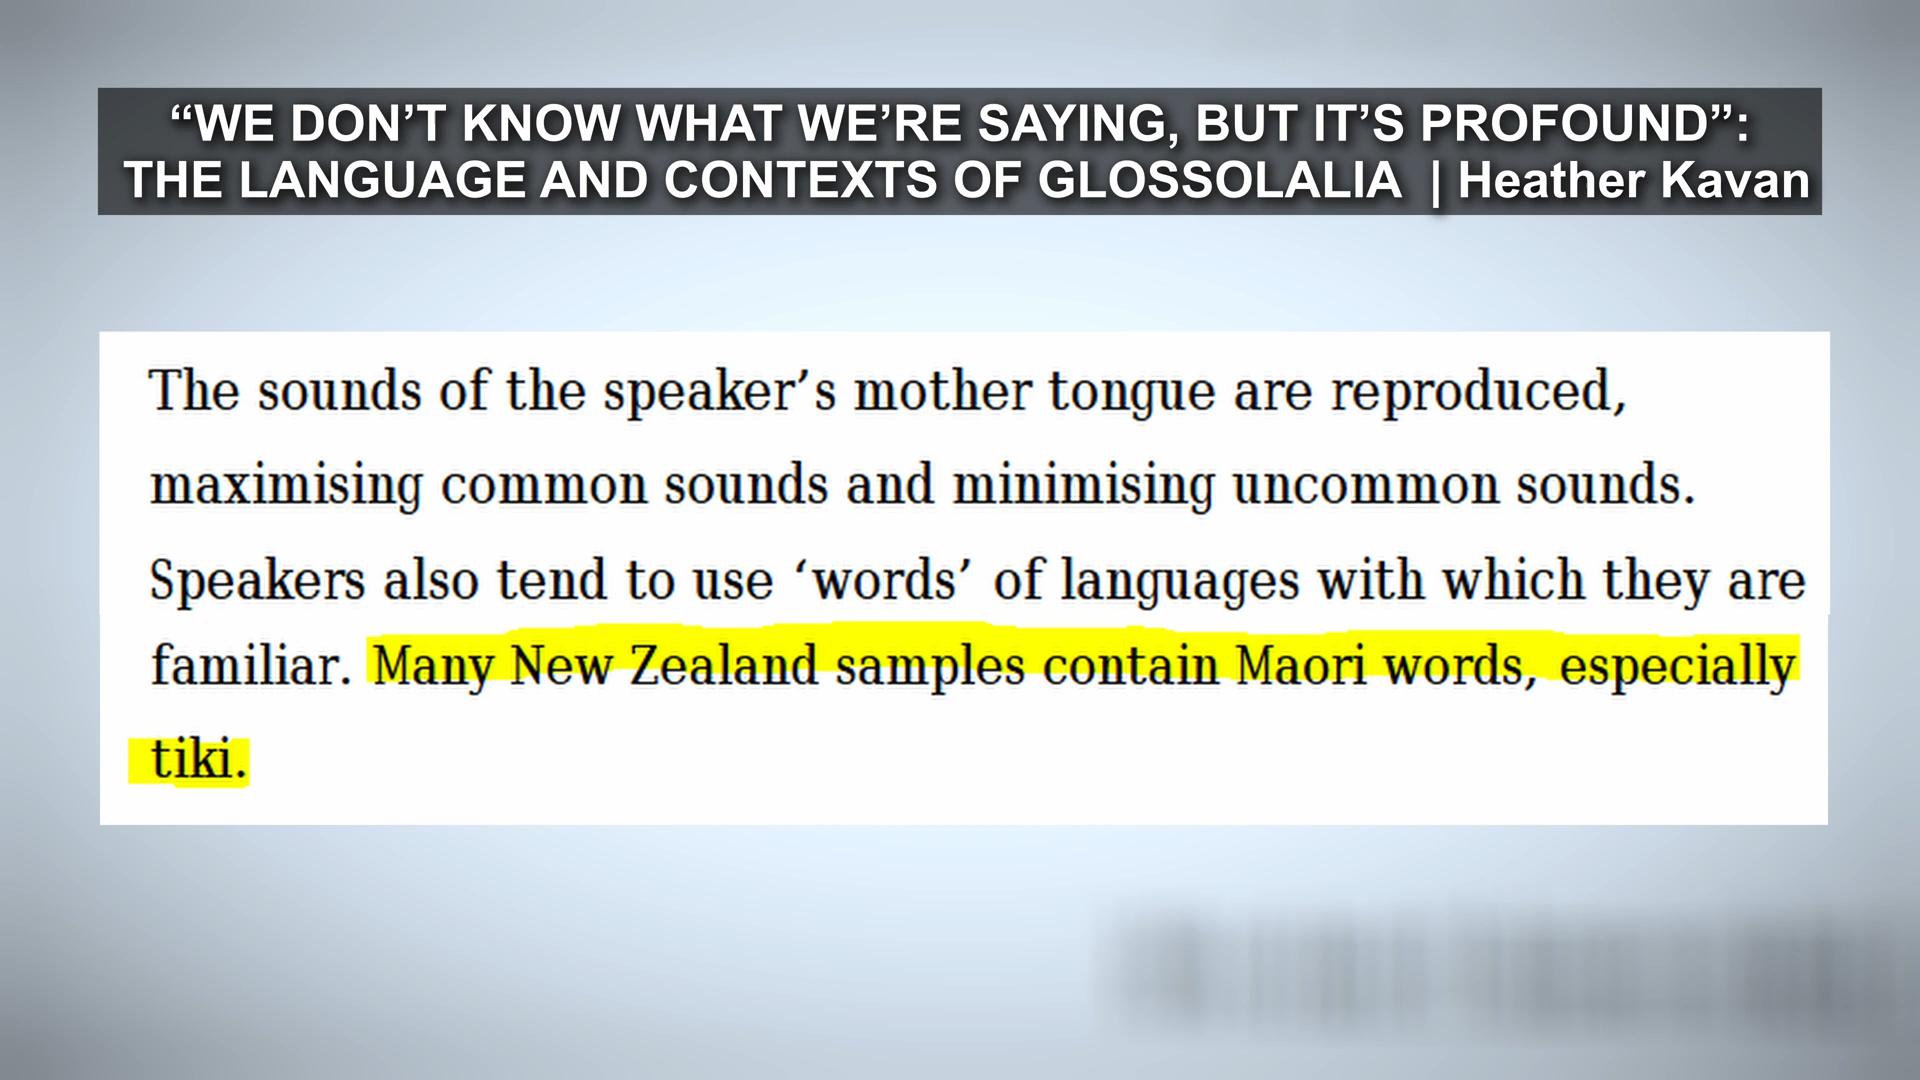 “WE DON’T KNOW WHAT WE’RE SAYING, BUT IT’S PROFOUND”:
THE LANGUAGE AND CONTEXTS OF GLOSSOLALIA | Heather Kavan
The sounds of the speaker’s mother tongue are reproduced,
maximising common sounds and minimising uncommon sounds.
Speakers also tend to use ‘words’ of languages with which they are
familiar. Many New Zealand samples contain Maori words, especially
tiki.